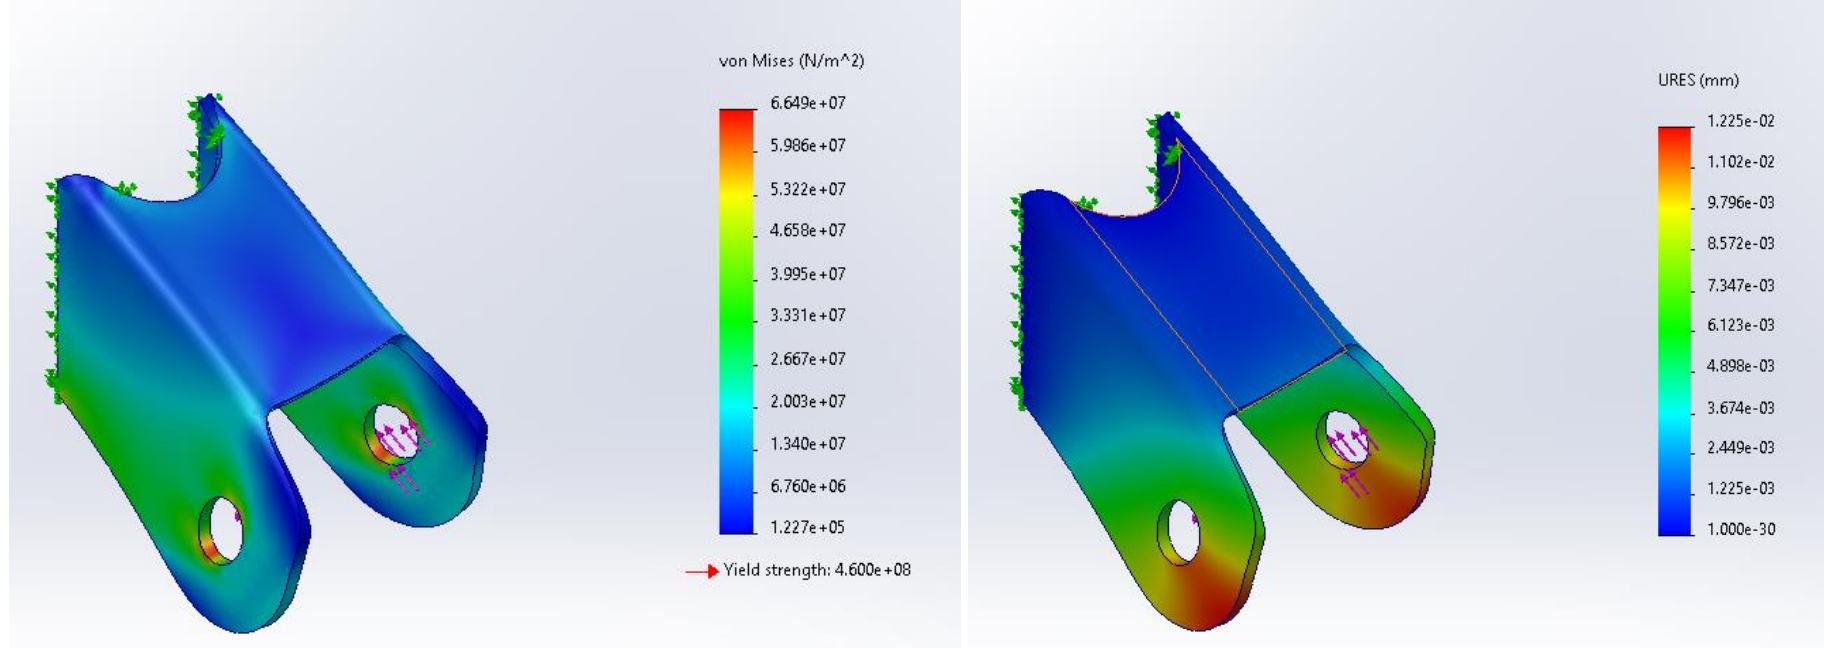 von Mises (N/m^2)
6.649e+07
5.986e+07
5.322e+07
4.658e+07
3.995e+07
3.331e+07
2.667e+07
2.003e+07
1.340e+07
6.760e+06
1.227e+05
Yield strength: 4.600e+08
URES (mm)
1.225e-02
1.102e-02
9.796e-03
8.572e-03
7.347e-03
6.123e-03
4.898e-03
3.674e-03
2.449e-03
1.225e-03
1.000e-30